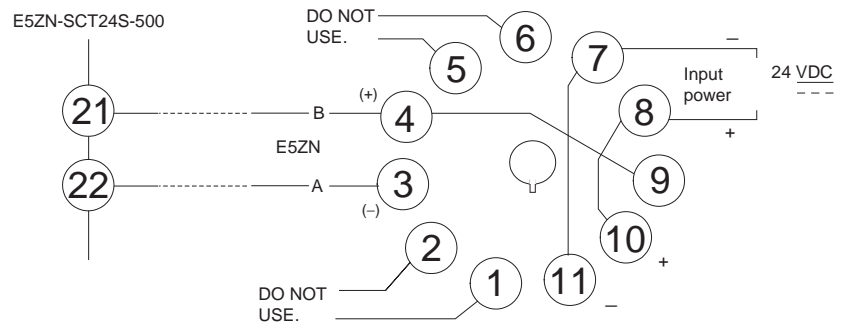 E5ZN-SCT24S-500
DO NOT
USE.
6
5
7
–
Input
power
24 VDC
8
+
21
B
(+)
4
E5ZN
22
A
(–)
3
9
10
+
2
1
11
–
DO NOT
USE.